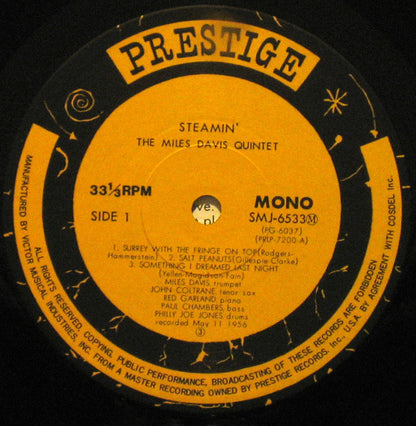 PRESTIGE
STEAMIN'
THE MILES DAVIS QUINTET
33⅓RPM
MONO
SIDE 1
SMJ-6533Ⓜ
(PG 6037)
(PRLP-7200-A)
1. SURREY WITH THE FRINGE ON TOP(Rodgers-
Hammerstein) 2. SALT PEANUTS(Gillespie Clarke)
3. SOMETHING I DREAMED LAST NIGHT
(Yellen-Magidson-Fain)
MILES DAVIS, trumpet
JOHN COLTRANE, tenor sax
RED GARLAND, piano
PAUL CHAMBERS, bass
PHILLY JOE JONES, drums
recorded May 11 1956
③
MANUFACTURED BY VICTOR MUSICAL INDUSTRIES, INC. FROM A MASTER RECORDING OWNED BY PRESTIGE RECORDS, Inc., U.S.A. BY AGREEMENT WITH COSDEL Inc.
ALL RIGHTS RESERVED, COPYING, PUBLIC PERFORMANCE, BROADCASTING OF THESE RECORDS ARE FORBIDDEN